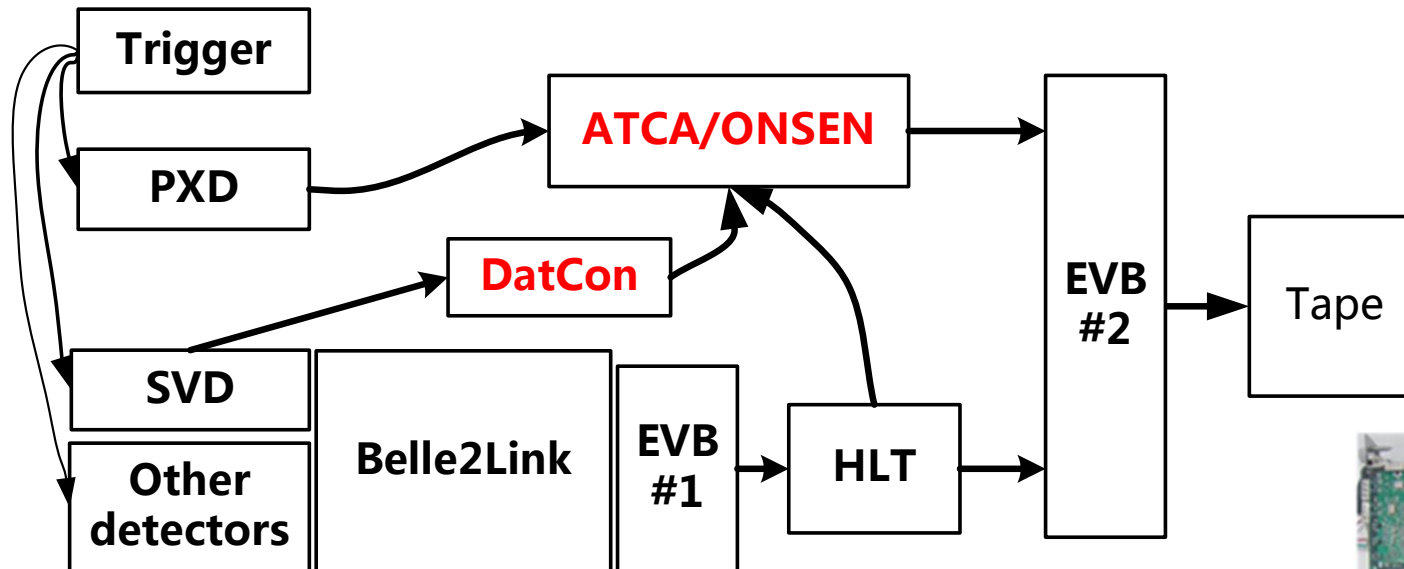 Trigger
ATCA/ONSEN
PXD
DatCon
EVB
#2
Tape
SVD
Belle2Link
EVB
#1
HLT
Other
detectors